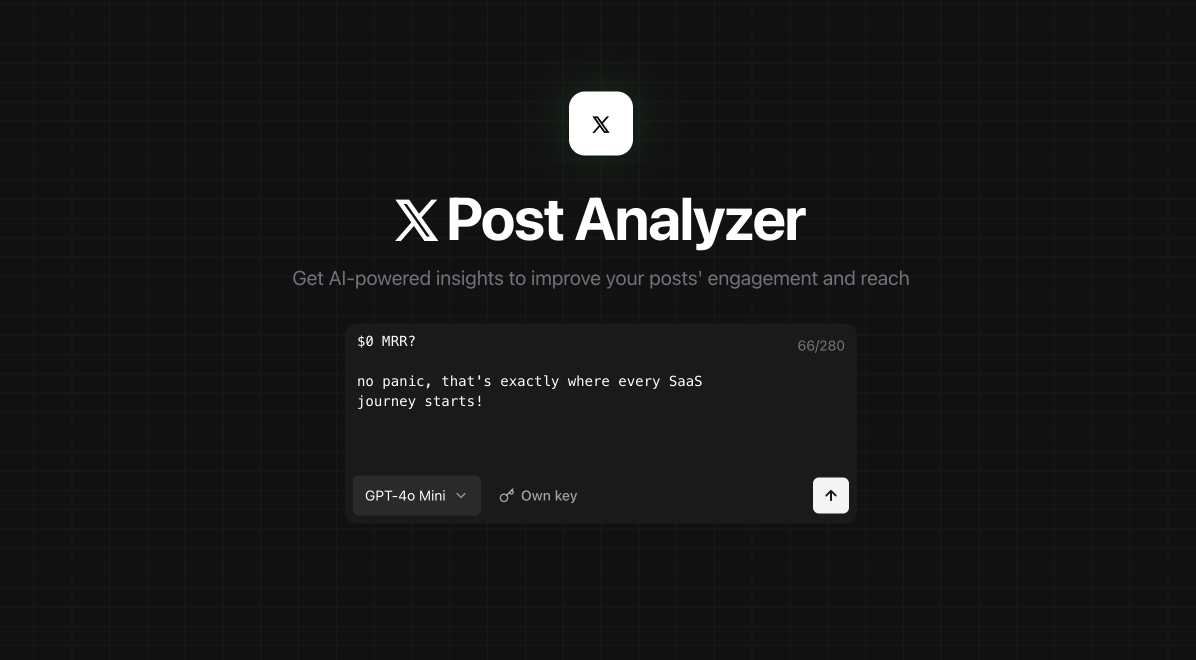 𝕏
𝕏 Post Analyzer
Get AI-powered insights to improve your posts' engagement and reach
$0 MRR?
66/280
no panic, that's exactly where every SaaS
journey starts!
GPT-4o Mini
Own key